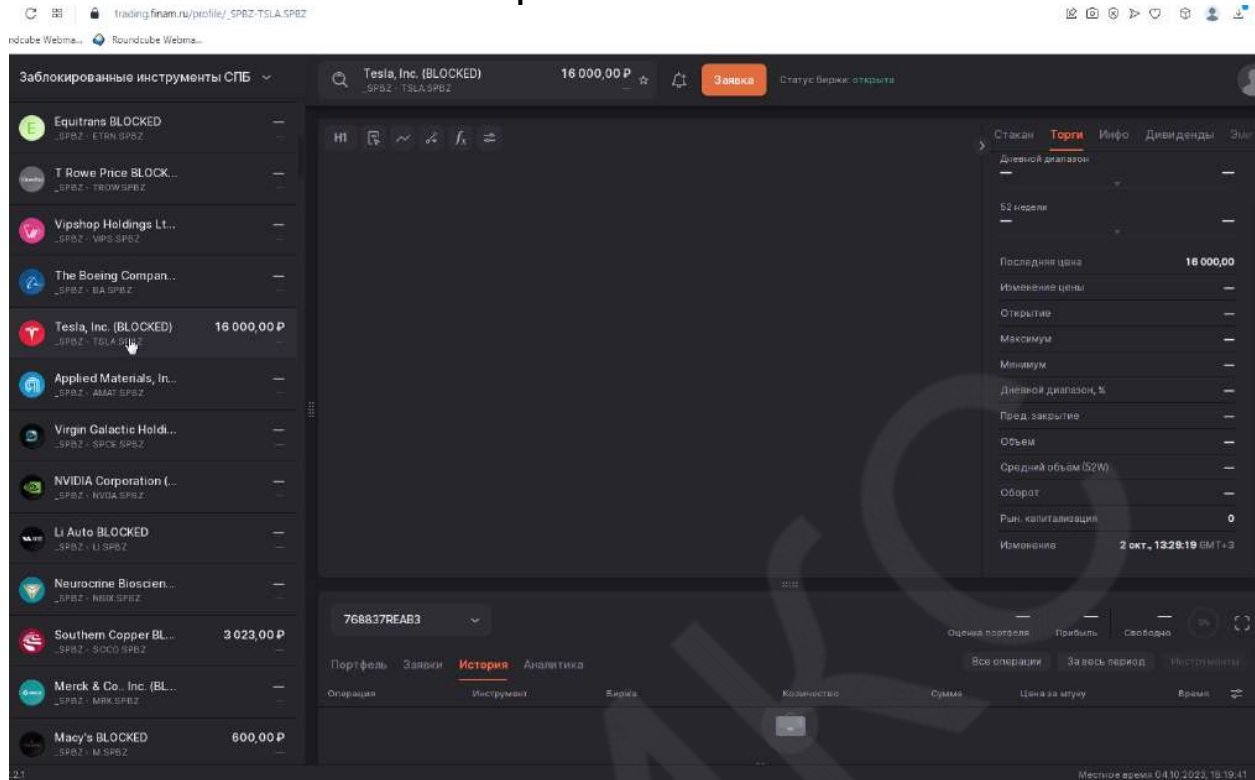 trading.finam.ru/profile/_SPBZ-TSLA.SPBZ
ndcube Webma... Roundcube Webma...
Заблокированные инструменты СПБ
Tesla, Inc. (BLOCKED) 16 000,00 ₽ Заявка Статус биржи: открыта
_SPBZ - TSLA.SPBZ —
Equitrans BLOCKED —
_SPBZ - ETRN.SPBZ —
T Rowe Price BLOCK... —
_SPBZ - TROW.SPBZ —
Vipshop Holdings Lt... —
_SPBZ - VIPS.SPBZ —
The Boeing Compan... —
_SPBZ - BA.SPBZ —
Tesla, Inc. (BLOCKED) 16 000,00 ₽
_SPBZ - TSLA.SPBZ —
Applied Materials, In... —
_SPBZ - AMAT.SPBZ —
Virgin Galactic Holdi... —
_SPBZ - SPCE.SPBZ —
NVIDIA Corporation (... —
_SPBZ - NVDA.SPBZ —
Li Auto BLOCKED —
_SPBZ - LI.SPBZ —
Neurocrine Bioscien... —
_SPBZ - NBIX.SPBZ —
Southern Copper BL... 3 023,00 ₽
_SPBZ - SCCO.SPBZ —
Merck & Co., Inc. (BL... —
_SPBZ - MRK.SPBZ —
Macy's BLOCKED 600,00 ₽
_SPBZ - M.SPBZ —
H1 fx
Стакан Торги Инфо Дивиденды
Дневной диапазон
— —
52 недели
— —
Последняя цена 16 000,00
Изменение цены —
Открытие —
Максимум —
Минимум —
Дневной диапазон, % —
Пред. закрытие —
Объем —
Средний объём (52W) —
Оборот —
Рын. капитализация 0
Изменение 2 окт., 13:29:19 GMT+3
768837REAB3
— — — 0%
Оценка портфеля Прибыль Свободно
Портфель Заявки История Аналитика
Все операции За весь период Инструменты
Операция Инструмент Биржа Количество Сумма Цена за штуку Время
2.1
Местное время 04.10.2023, 18:19:41